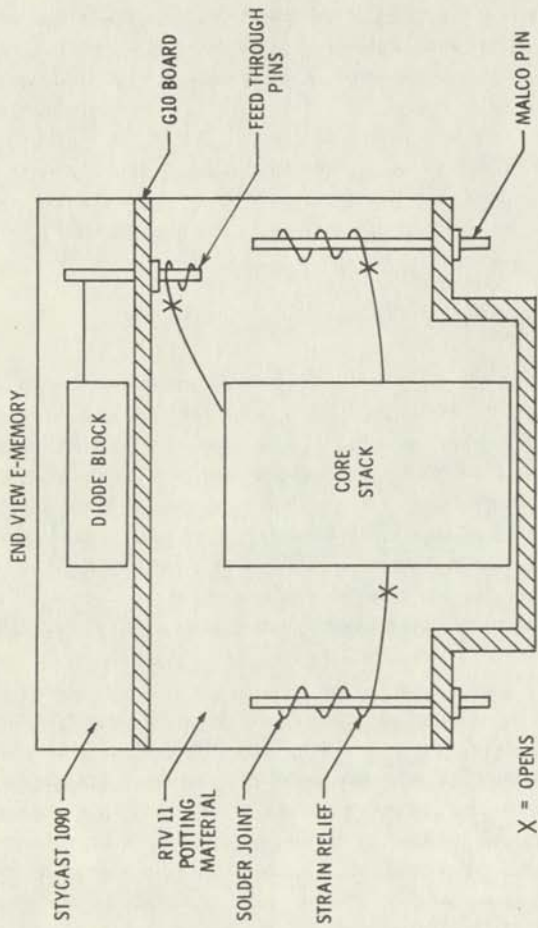 END VIEW E-MEMORY
STYCAST 1090
RTV 11
POTTING
MATERIAL
SOLDER JOINT
STRAIN RELIEF
DIODE BLOCK
CORE
STACK
G10 BOARD
FEED THROUGH
PINS
MALCO PIN
X
X
X
X = OPENS